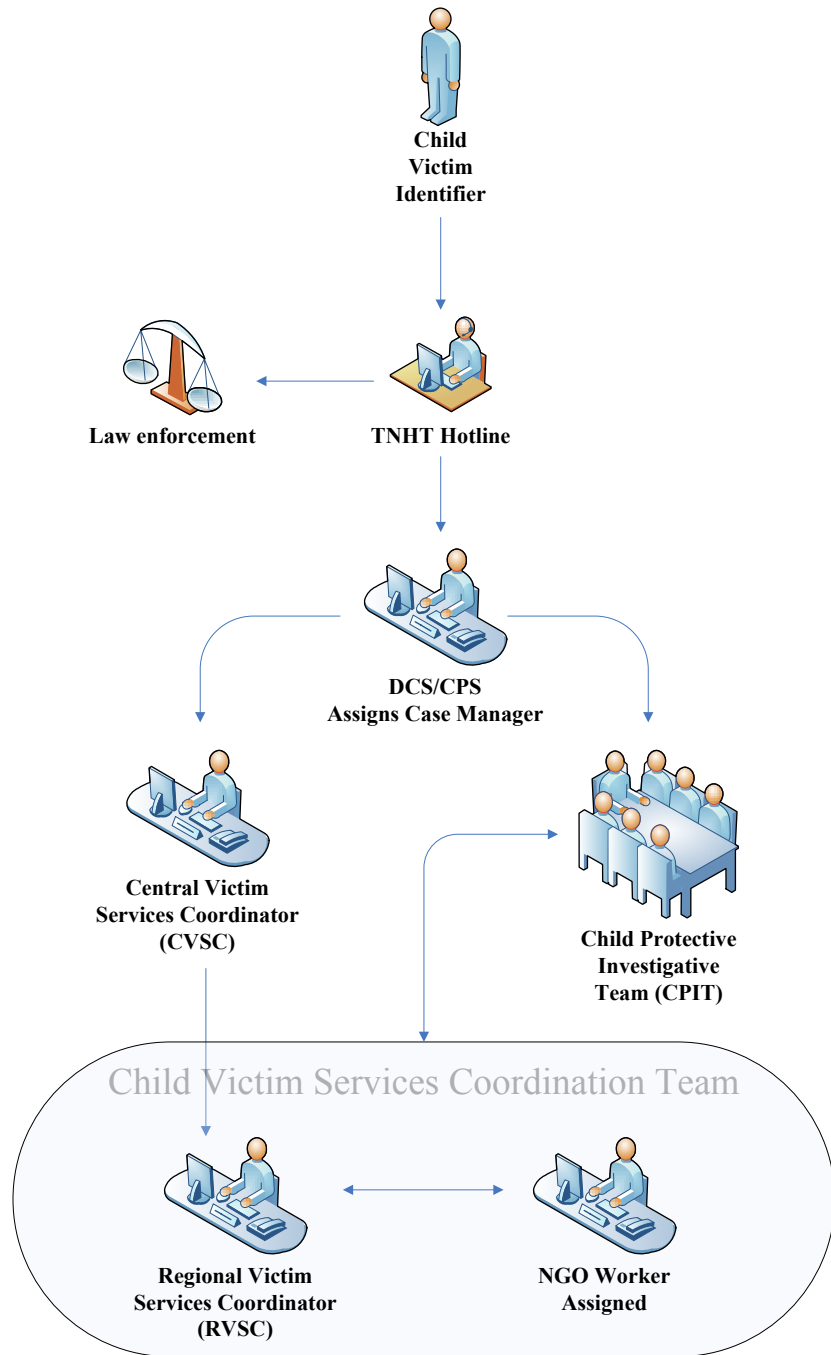 Child
Victim
Identifier
Law enforcement
TNHT Hotline
DCS/CPS
Assigns Case Manager
Central Victim
Services Coordinator
(CVSC)
Child Protective
Investigative
Team (CPIT)
Child Victim Services Coordination Team
Regional Victim
Services Coordinator
(RVSC)
NGO Worker
Assigned